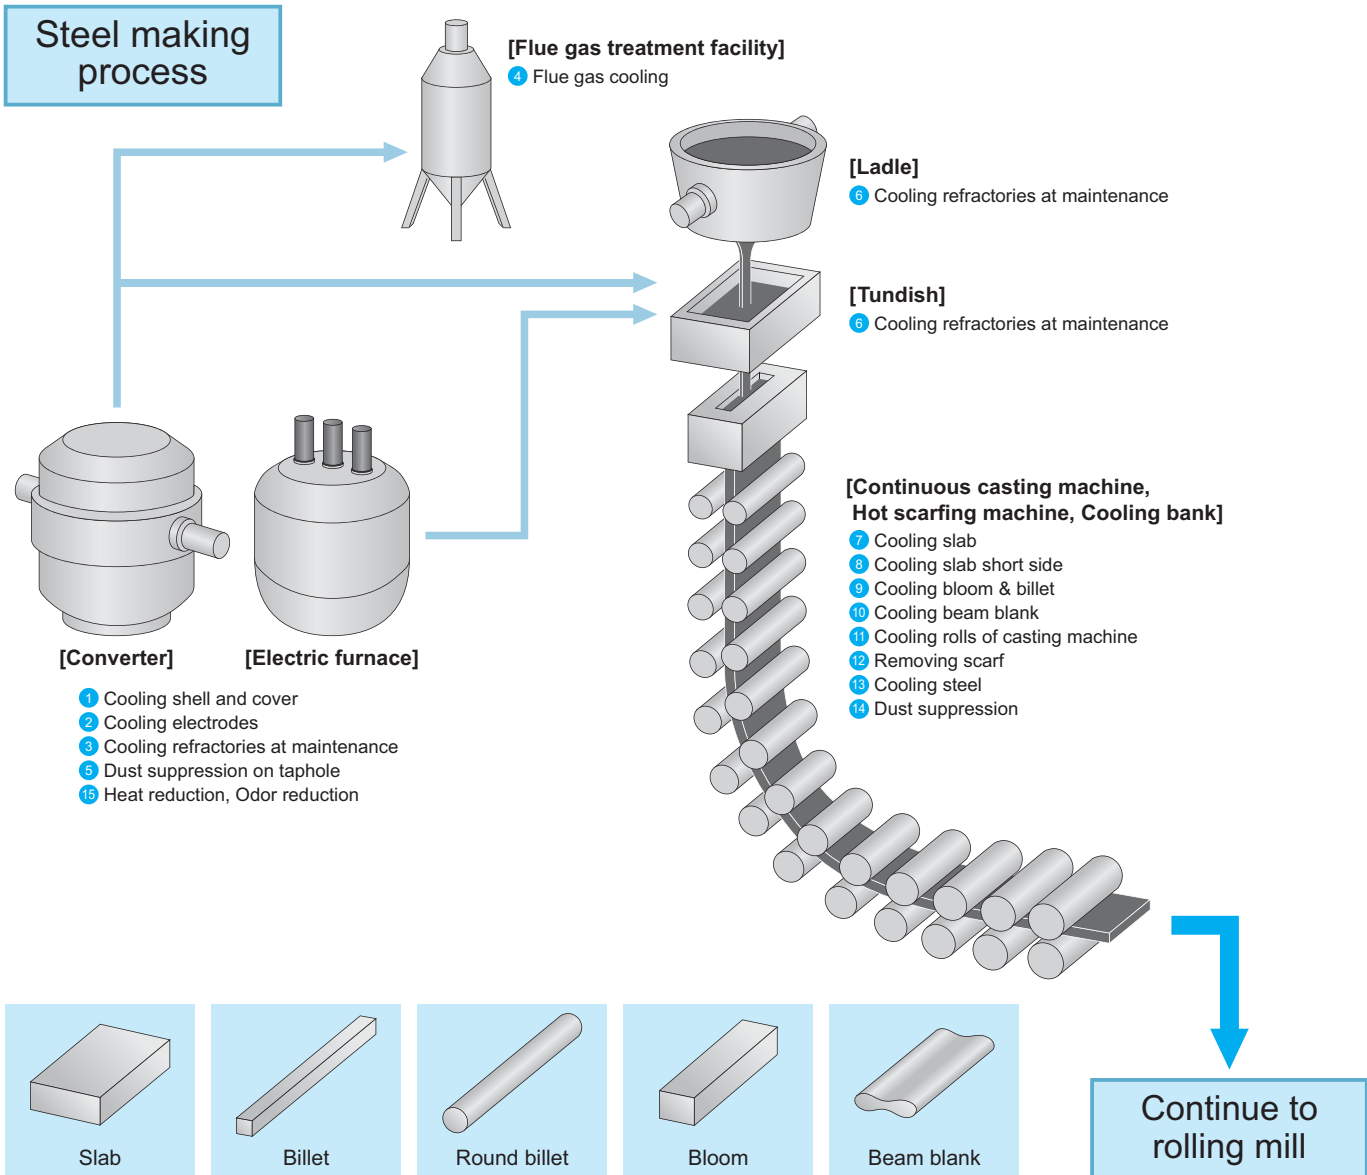 Steel making
process
[Flue gas treatment facility]
4 Flue gas cooling
[Ladle]
6 Cooling refractories at maintenance
[Tundish]
6 Cooling refractories at maintenance
[Converter]
[Electric furnace]
1 Cooling shell and cover
2 Cooling electrodes
3 Cooling refractories at maintenance
5 Dust suppression on taphole
15 Heat reduction, Odor reduction
[Continuous casting machine,
Hot scarfing machine, Cooling bank]
7 Cooling slab
8 Cooling slab short side
9 Cooling bloom & billet
10 Cooling beam blank
11 Cooling rolls of casting machine
12 Removing scarf
13 Cooling steel
14 Dust suppression
Slab
Billet
Round billet
Bloom
Beam blank
Continue to
rolling mill